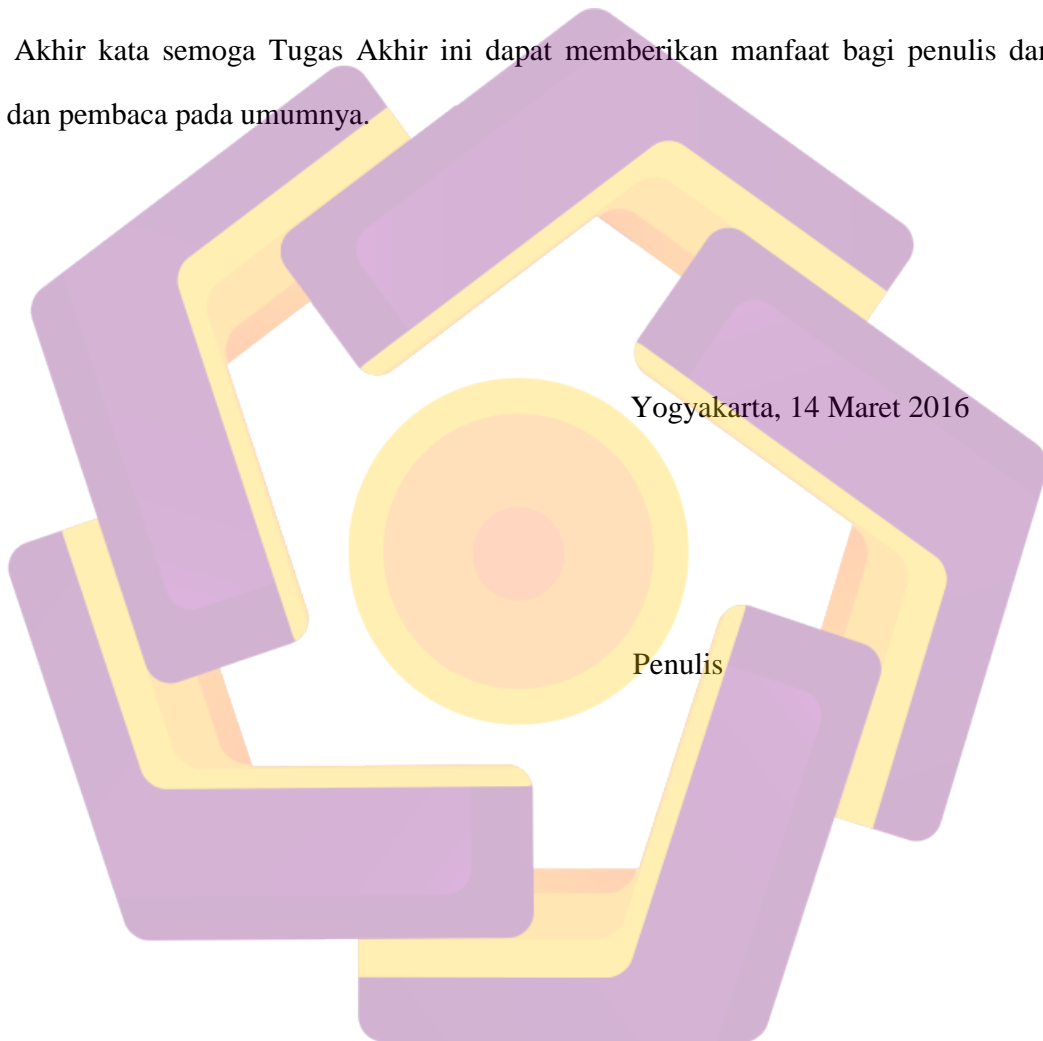 Akhir kata semoga Tugas Akhir ini dapat memberikan manfaat bagi penulis dan
dan pembaca pada umumnya.
Yogyakarta, 14 Maret 2016
Penulis